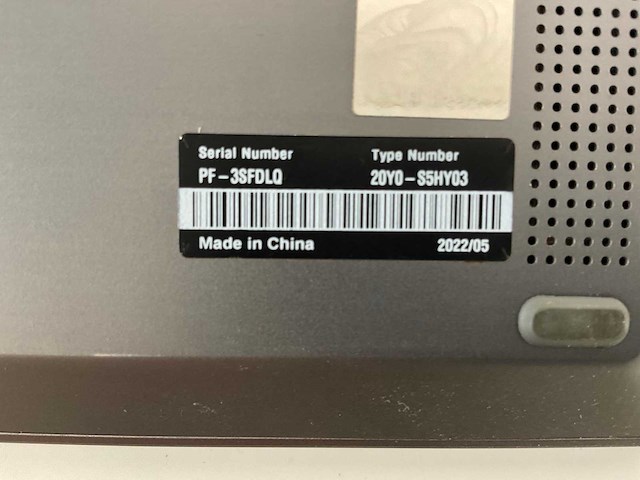 Serial Number Type Number
PF-3SFDLQ 20Y0-S5HY03
Made in China 2022/05